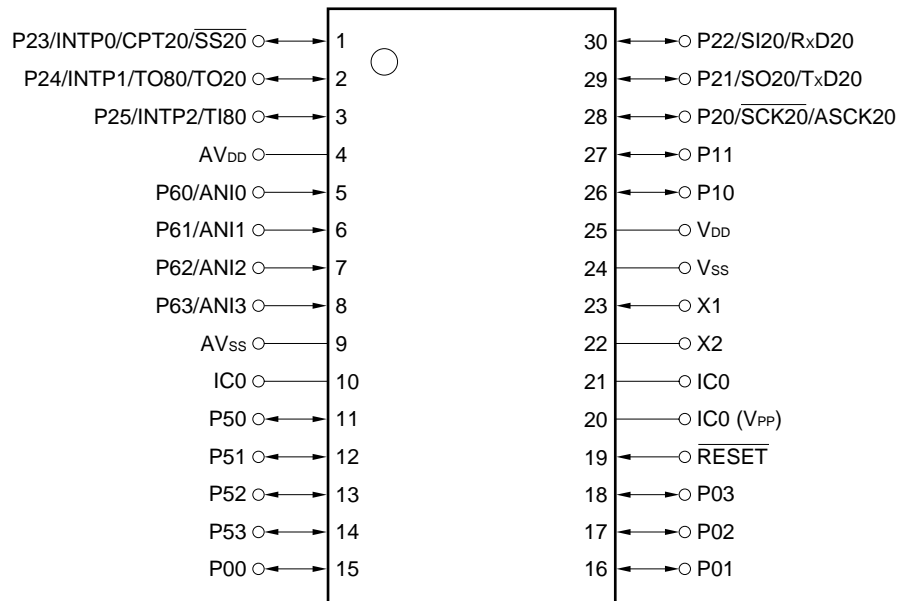 P23/INTP0/CPT20/SS20 1 30 P22/SI20/RxD20
P24/INTP1/TO80/TO20 2 29 P21/SO20/TxD20
P25/INTP2/TI80 3 28 P20/SCK20/ASCK20
AVDD 4 27 P11
P60/ANI0 5 26 P10
P61/ANI1 6 25 VDD
P62/ANI2 7 24 VSS
P63/ANI3 8 23 X1
AVSS 9 22 X2
IC0 10 21 IC0
P50 11 20 IC0 (VPP)
P51 12 19 RESET
P52 13 18 P03
P53 14 17 P02
P00 15 16 P01